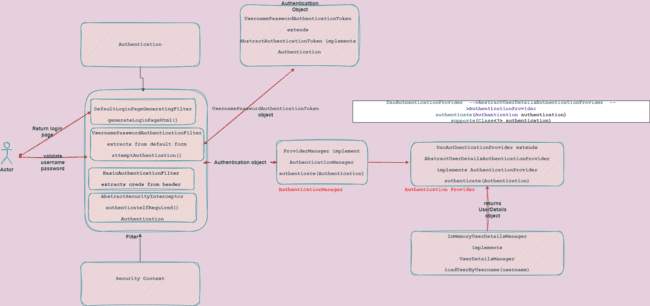 Authentication
Object
UsernamePasswordAuthenticationToken
extends
AbstractAuthenticationToken implements
Authentication
Authentication
DefaultLoginPageGeneratingFilter
generateLoginPageHtml()
UsernamePasswordAuthenticationFilter
extracts from default form
attemptAuthentication()
BasicAuthenticationFilter
extracts creds from header
AbstractSecurityInterceptor
authenticateIfRequired()
Authentication
Filter
Return login
page
validate
username
password
Actor
UsernamePasswordAuthenticationToken
object
Authentication object
ProviderManager implement
AuthenticationManager
authenticate(Authentication)
AuthenticationManager
DaoAuthenticationProvider -->AbstractUserDetailsAuthenticationProvider --
>AuthenticationProvider
authenticate(Authentication authentication)
supports(Class<?> authentication)
DaoAuthenticationProvider extends
AbstractUserDetailaAuthenticationProvider
implements AuthenticationProvider
authenticate(Authentication)
Authentication Provider
returns
UserDetails
object
InMemoryUserDetailsManager
implements
UserDetailsManager
loadUserByUsername(username)
Security Context